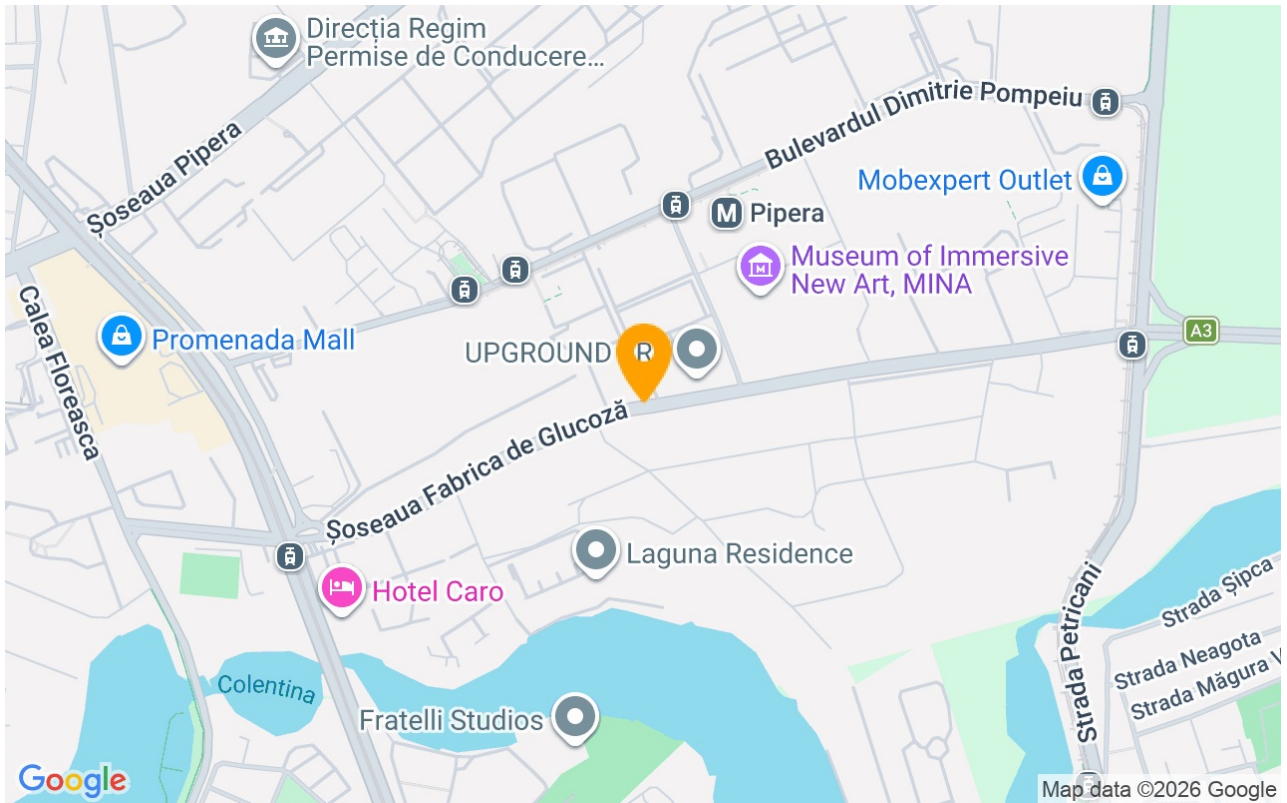 Direcția Regim
Permise de Conducere...
Șoseaua Pipera
Bulevardul Dimitrie Pompeiu
Mobexpert Outlet
M Pipera
Museum of Immersive
New Art, MINA
Calea Floreasca
Promenada Mall
UPGROUND R
A3
Șoseaua Fabrica de Glucoză
Laguna Residence
Hotel Caro
Strada Petricani
Strada Șipca
Strada Neagota
Strada Măgura V
Colentina
Fratelli Studios
Google
Map data ©2026 Google